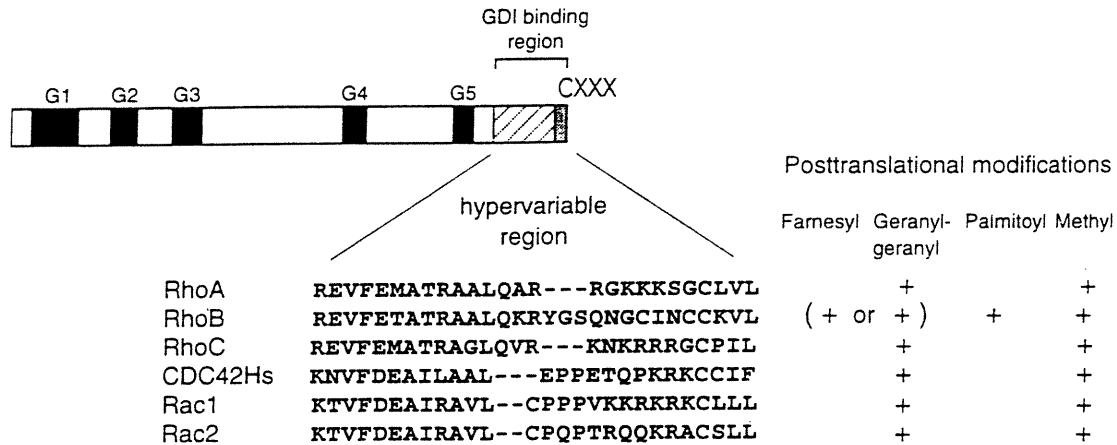 GDI binding
region
CXXX
G1 G2 G3 G4 G5
Posttranslational modifications
hypervariable
region
Farnesyl Geranyl- Palmitoyl Methyl
geranyl
RhoA REVFEMATRAALQAR---RGKKKSGCLVL + +
RhoB REVFETATRAALQKRYGSQNGCINCCKVL ( + or + ) + +
RhoC REVFEMATRAGLQVR---KNKRRRGCPIL + +
CDC42Hs KNVFDEAILAAL---EPPETQPKRKCCIF + +
Rac1 KTVFDEAIRAVL--CPPPVKKRKRKCLLL + +
Rac2 KTVFDEAIRAVL--CPQPTRQQKRACSLL + +